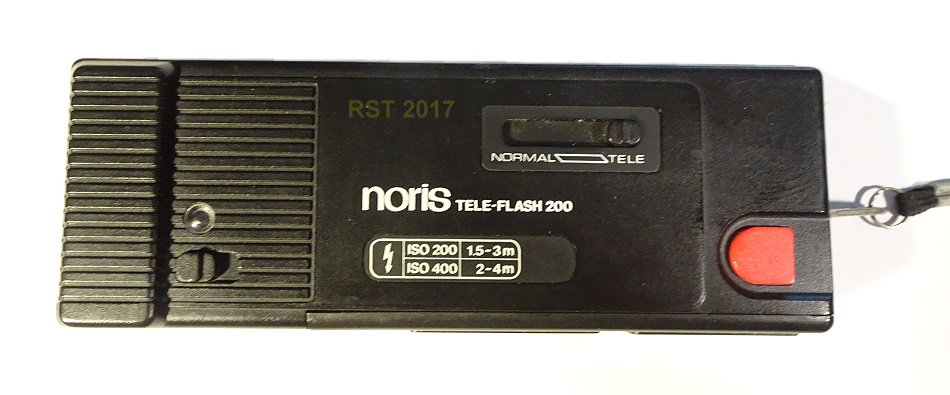 RST 2017
NORMAL TELE
noris TELE-FLASH 200
ISO 200 1.5-3m
ISO 400 2-4m